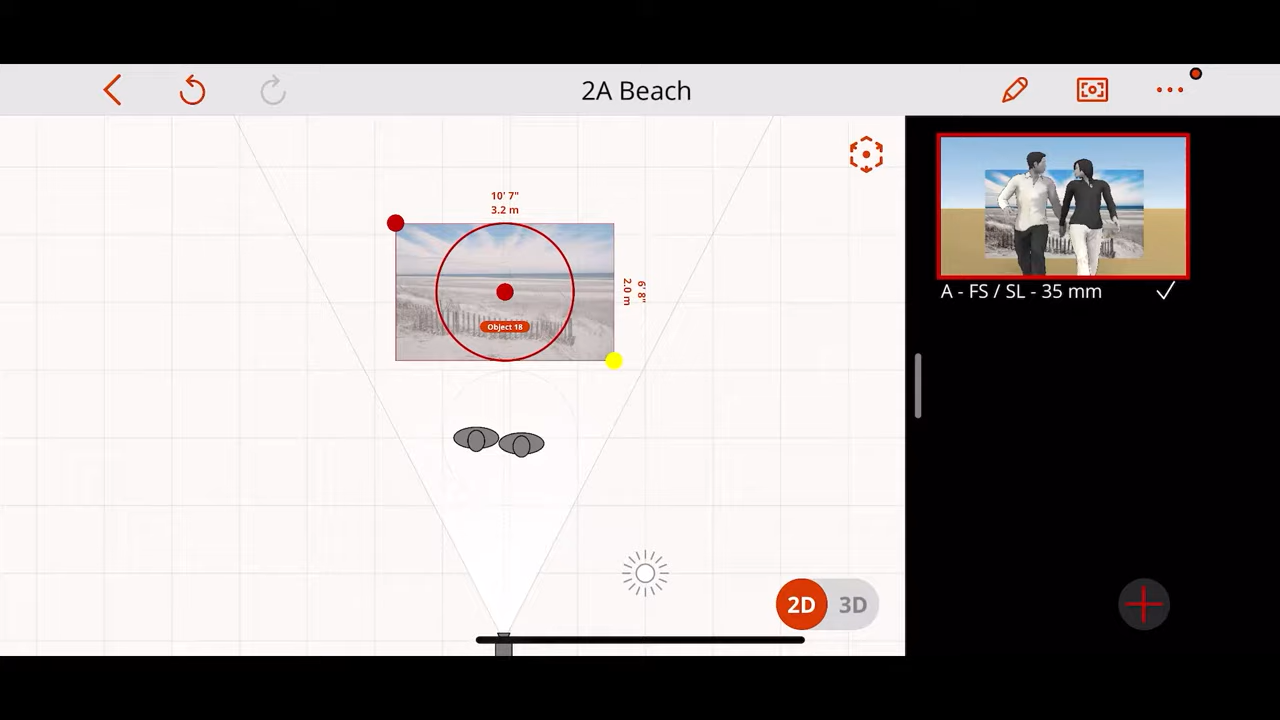 2A Beach
10' 7"
3.2 m
6' 8"
2.0 m
Object 18
A - FS / SL - 35 mm
2D 3D